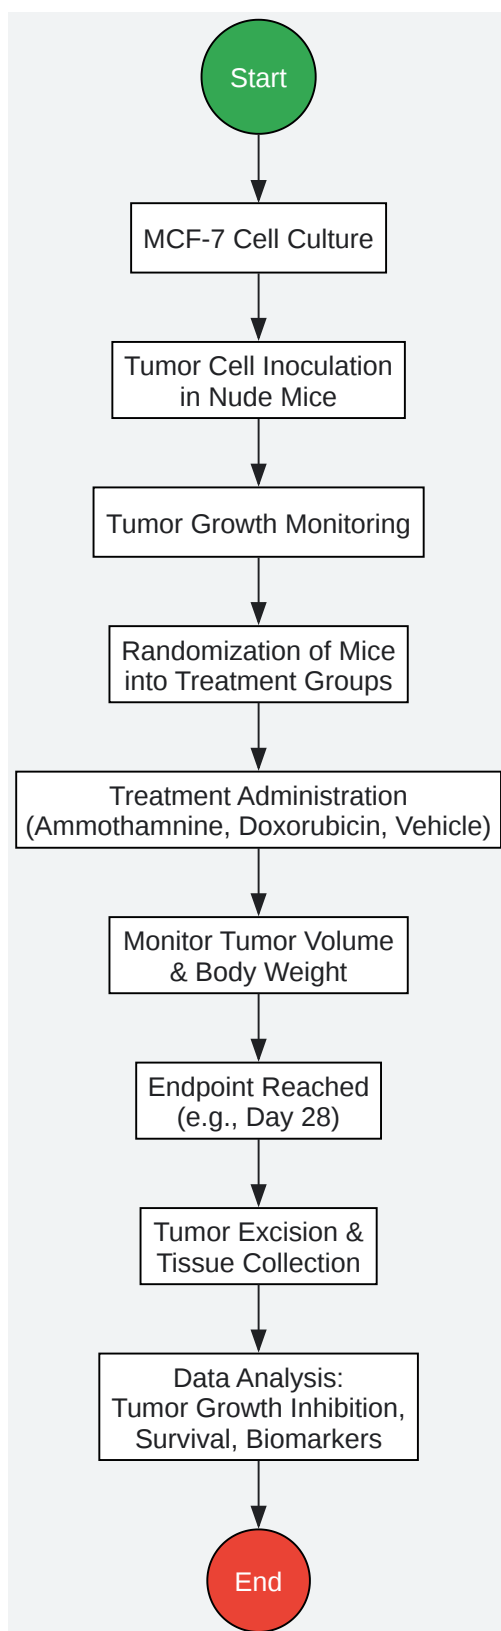 Start
MCF-7 Cell Culture
Tumor Cell Inoculation
in Nude Mice
Tumor Growth Monitoring
Randomization of Mice
into Treatment Groups
Treatment Administration
(Ammothamnine, Doxorubicin, Vehicle)
Monitor Tumor Volume
& Body Weight
Endpoint Reached
(e.g., Day 28)
Tumor Excision &
Tissue Collection
Data Analysis:
Tumor Growth Inhibition,
Survival, Biomarkers
End